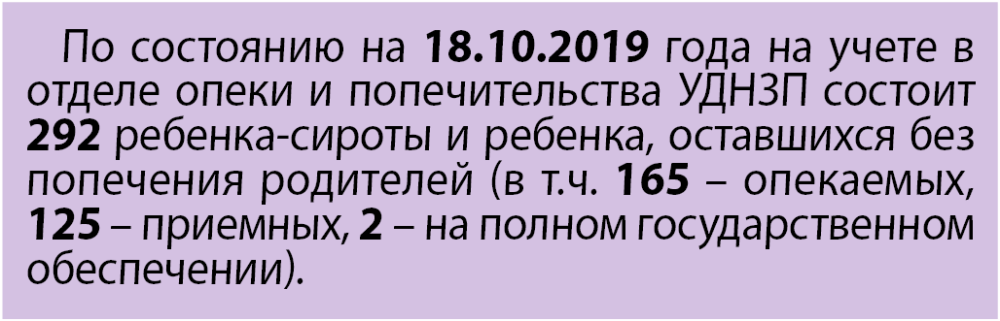 По состоянию на 18.10.2019 года на учете в
отделе опеки и попечительства УДНЗП состоит
292 ребенка-сироты и ребенка, оставшихся без
попечения родителей (в т.ч. 165 – опекаемых,
125 – приемных, 2 – на полном государственном
обеспечении).